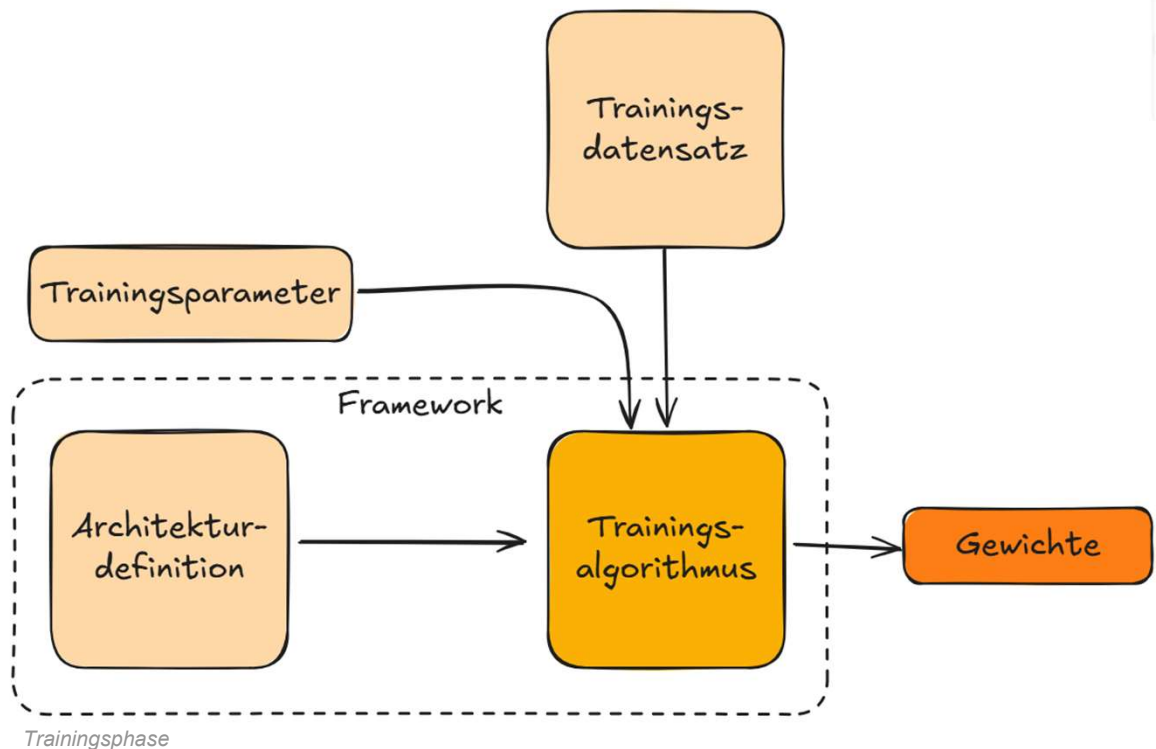 Trainings-
datensatz
Trainingsparameter
Framework
Architektur-
definition
Trainings-
algorithmus
Gewichte
Trainingsphase